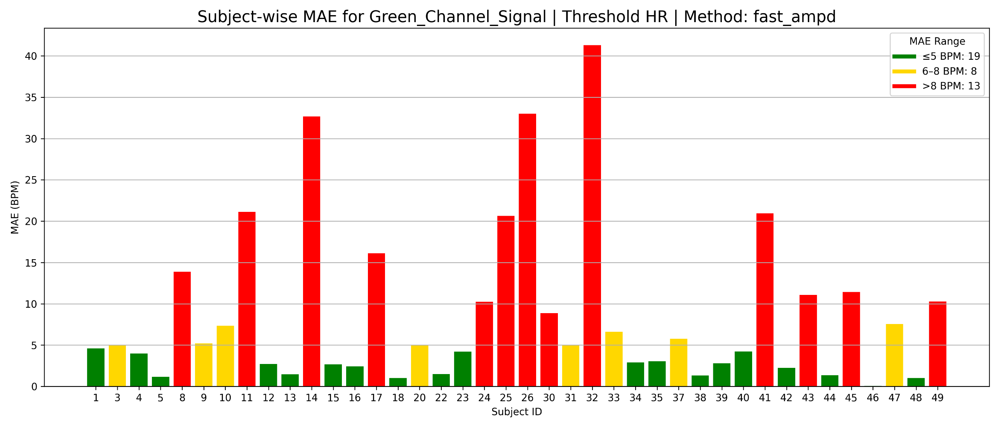 Subject-wise MAE for Green_Channel_Signal | Threshold HR | Method: fast_ampd
MAE Range
≤5 BPM: 19
6–8 BPM: 8
>8 BPM: 13
MAE (BPM)
40
35
30
25
20
15
10
5
0
1 3 4 5 8 9 10 11 12 13 14 15 16 17 18 20 22 23 24 25 26 30 31 32 33 34 35 37 38 39 40 41 42 43 44 45 46 47 48 49
Subject ID